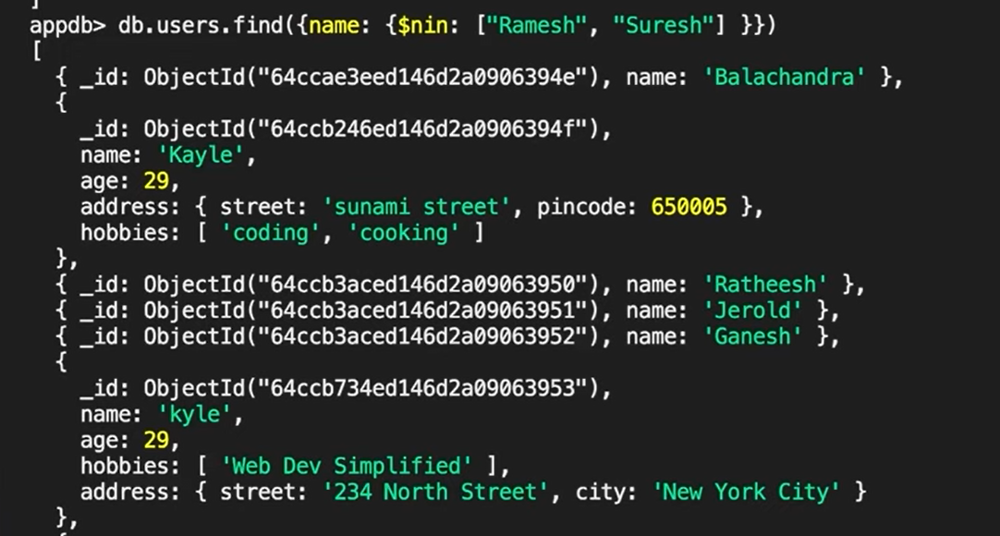 ]
appdb> db.users.find({name: {$nin: ["Ramesh", "Suresh"] }})
[
{ _id: ObjectId("64ccae3eed146d2a0906394e"), name: 'Balachandra' },
{
_id: ObjectId("64ccb246ed146d2a0906394f"),
name: 'Kayle',
age: 29,
address: { street: 'sunami street', pincode: 650005 },
hobbies: [ 'coding', 'cooking' ]
},
{ _id: ObjectId("64ccb3aced146d2a09063950"), name: 'Ratheesh' },
{ _id: ObjectId("64ccb3aced146d2a09063951"), name: 'Jerold' },
{ _id: ObjectId("64ccb3aced146d2a09063952"), name: 'Ganesh' },
{
_id: ObjectId("64ccb734ed146d2a09063953"),
name: 'kyle',
age: 29,
hobbies: [ 'Web Dev Simplified' ],
address: { street: '234 North Street', city: 'New York City' }
},
{